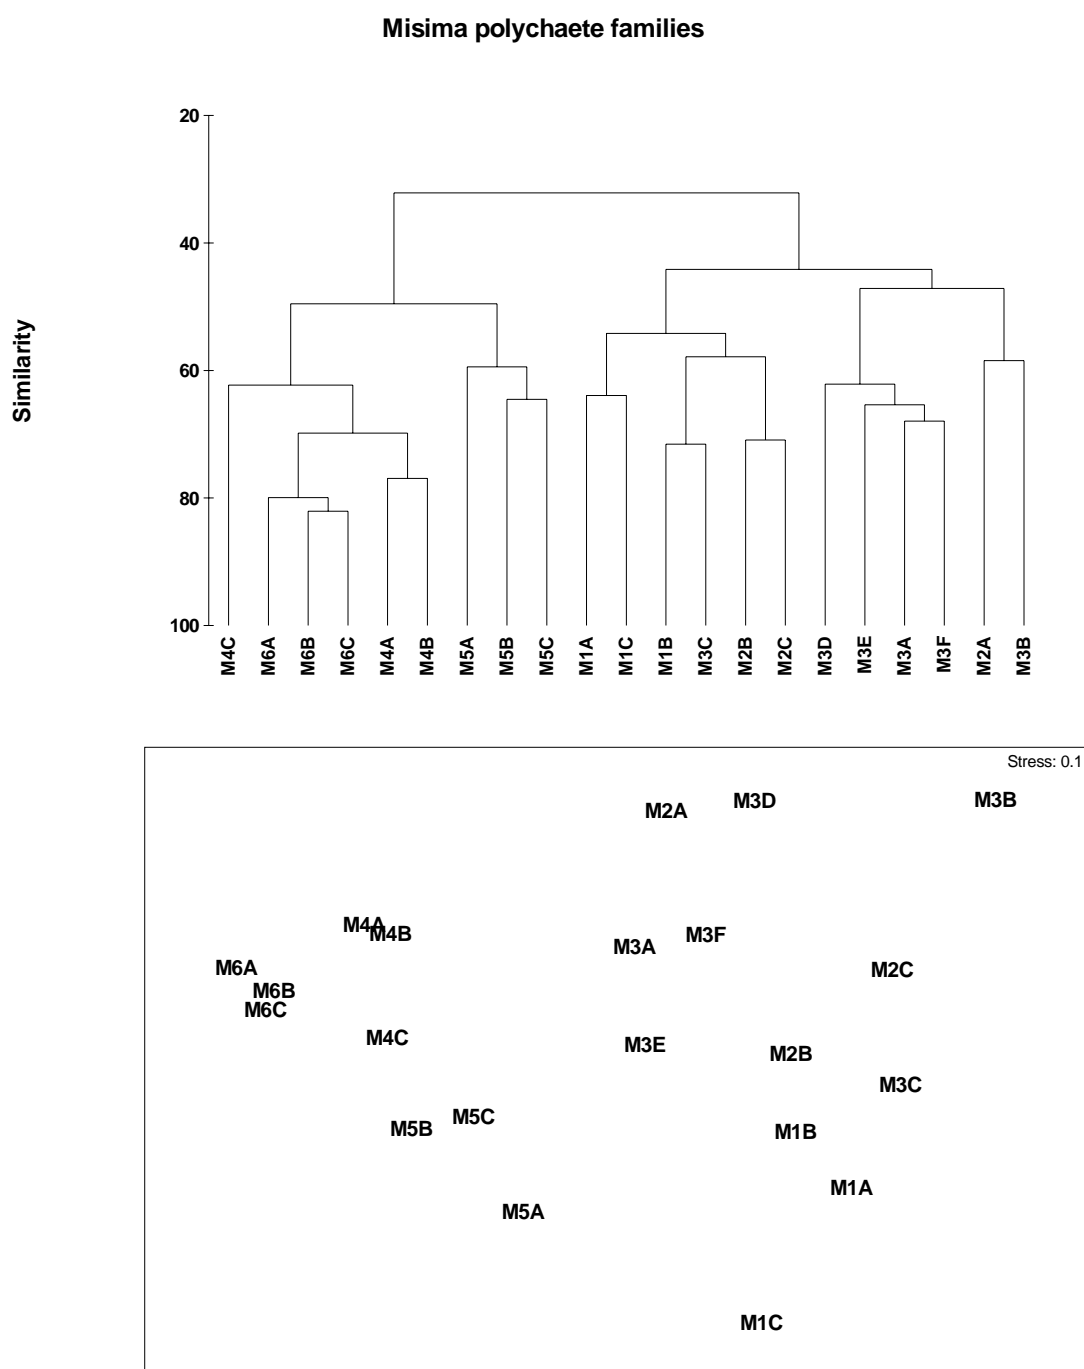 Misima polychaete families
20
40
60
80
100
Similarity
M4C M6A M6B M6C M4A M4B M5A M5B M5C M1A M1C M1B M3C M2B M2C M3D M3E M3A M3F M2A M3B
Stress: 0.1
M2A M3D M3B
M4A M4B M3A M3F
M6A M2C
M6B
M6C
M4C M3E M2B
M3C
M5B M5C M1B
M1A
M5A
M1C